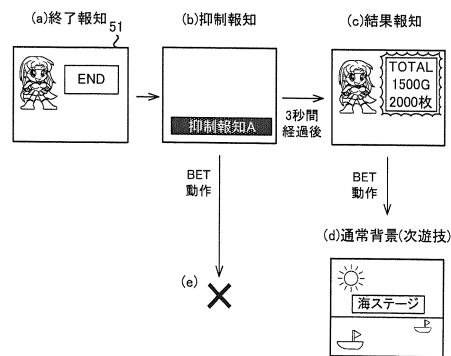 (a)終了報知
51
(b)抑制報知
(c)結果報知
END
抑制報知A
3秒間
経過後
TOTAL
1500G
2000枚
BET
動作
BET
動作
(d)通常背景(次遊技)
(e)
海ステージ